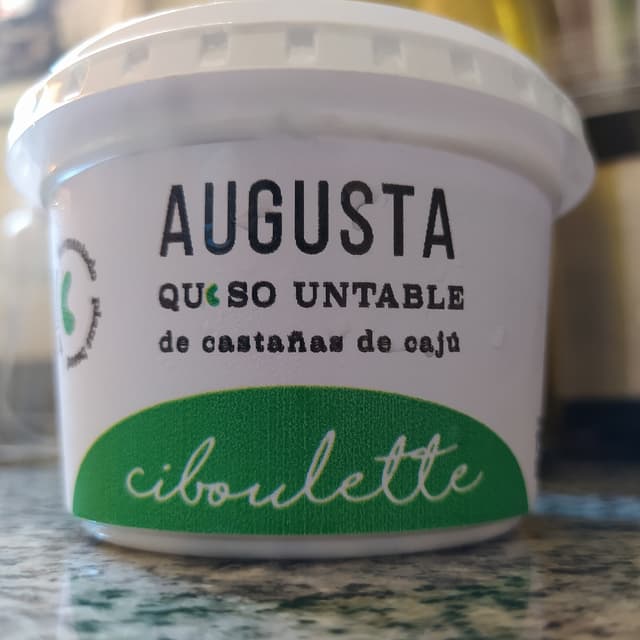 AUGUSTA
QUESO UNTABLE
de castañas de cajú
ciboulette